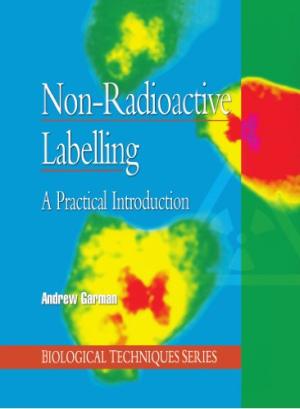 Non-Radioactive
Labelling
A Practical Introduction
Andrew Garman
BIOLOGICAL TECHNIQUES SERIES